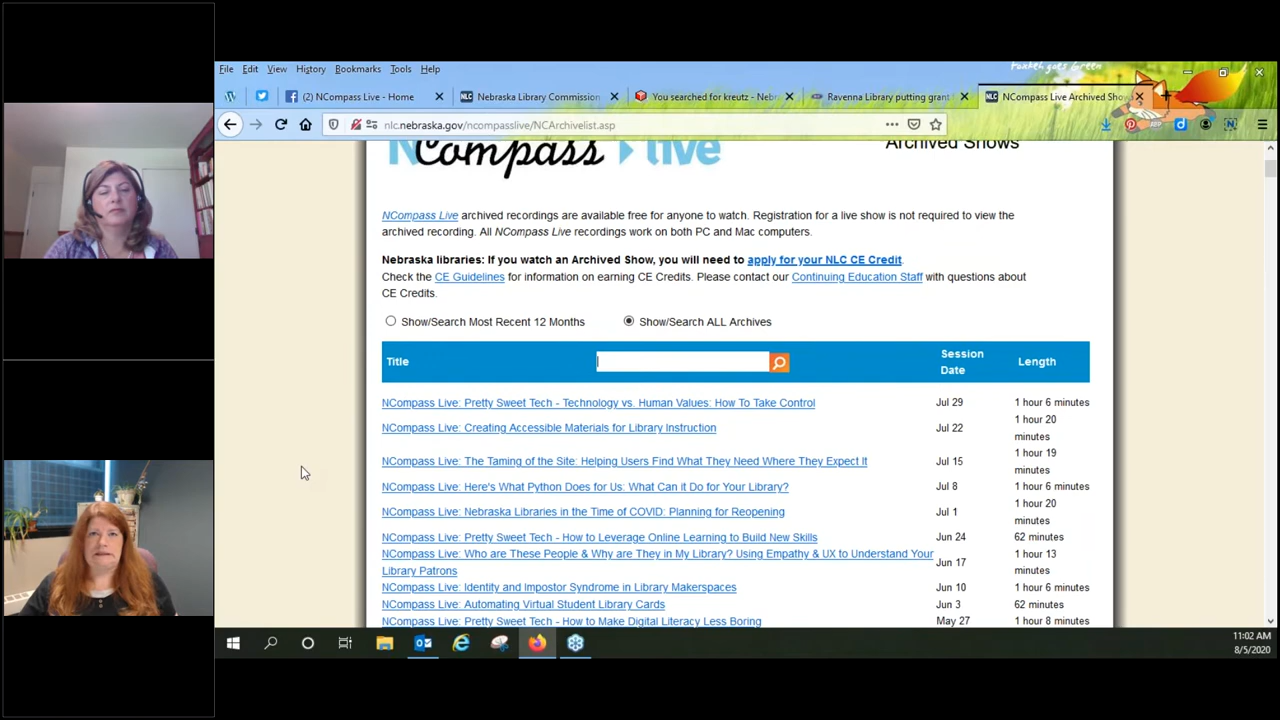 Foxkeh goes Green
File Edit View History Bookmarks Tools Help
(2) NCompass Live - Home
Nebraska Library Commission
You searched for kreutz - Neb
Ravenna Library putting grant
NCompass Live Archived Sho
nlc.nebraska.gov/ncompasslive/NCArchivelist.asp
NCompass live
Archived Shows
NCompass Live archived recordings are available free for anyone to watch. Registration for a live show is not required to view the
archived recording. All NCompass Live recordings work on both PC and Mac computers.
Nebraska libraries: If you watch an Archived Show, you will need to apply for your NLC CE Credit.
Check the CE Guidelines for information on earning CE Credits. Please contact our Continuing Education Staff with questions about
CE Credits.
Show/Search Most Recent 12 Months Show/Search ALL Archives
Title Session Date Length
NCompass Live: Pretty Sweet Tech - Technology vs. Human Values: How To Take Control Jul 29 1 hour 6 minutes
NCompass Live: Creating Accessible Materials for Library Instruction Jul 22 1 hour 20 minutes
NCompass Live: The Taming of the Site: Helping Users Find What They Need Where They Expect It Jul 15 1 hour 19 minutes
NCompass Live: Here's What Python Does for Us: What Can it Do for Your Library? Jul 8 1 hour 6 minutes
NCompass Live: Nebraska Libraries in the Time of COVID: Planning for Reopening Jul 1 1 hour 20 minutes
NCompass Live: Pretty Sweet Tech - How to Leverage Online Learning to Build New Skills Jun 24 62 minutes
NCompass Live: Who are These People & Why are They in My Library? Using Empathy & UX to Understand Your
Library Patrons Jun 17 1 hour 13 minutes
NCompass Live: Identity and Impostor Syndrome in Library Makerspaces Jun 10 1 hour 6 minutes
NCompass Live: Automating Virtual Student Library Cards Jun 3 62 minutes
NCompass Live: Pretty Sweet Tech - How to Make Digital Literacy Less Boring May 27 1 hour 8 minutes
11:02 AM
8/5/2020